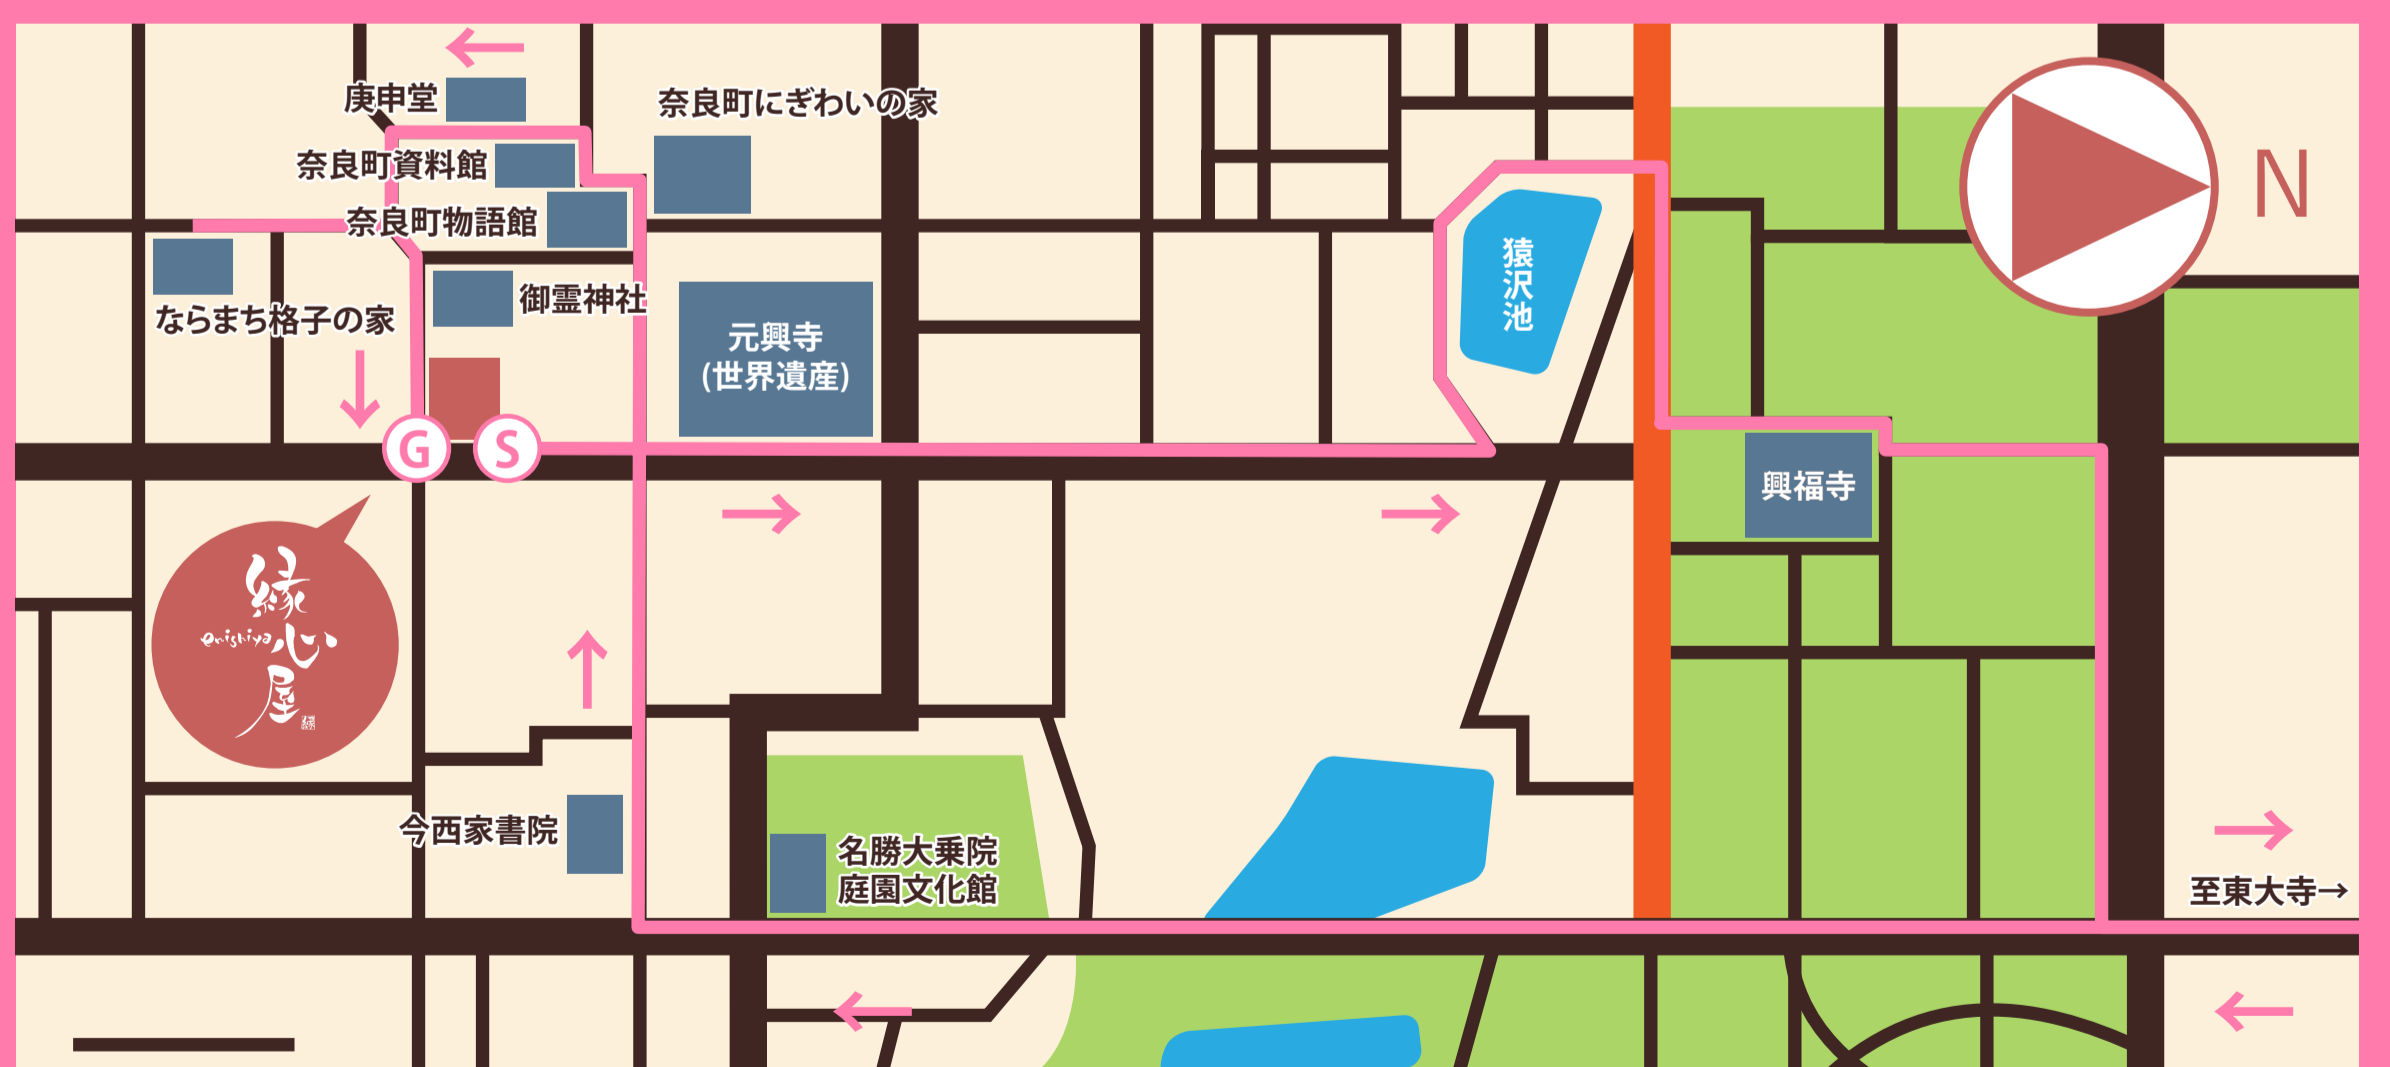 庚申堂
奈良町にぎわいの家
奈良町資料館
奈良町物語館
N
猿沢池
ならまち格子の家
御霊神社
元興寺
(世界遺産)
G
S
興福寺
縁
enishiya
心
屋
今西家書院
名勝大乗院
庭園文化館
至東大寺→